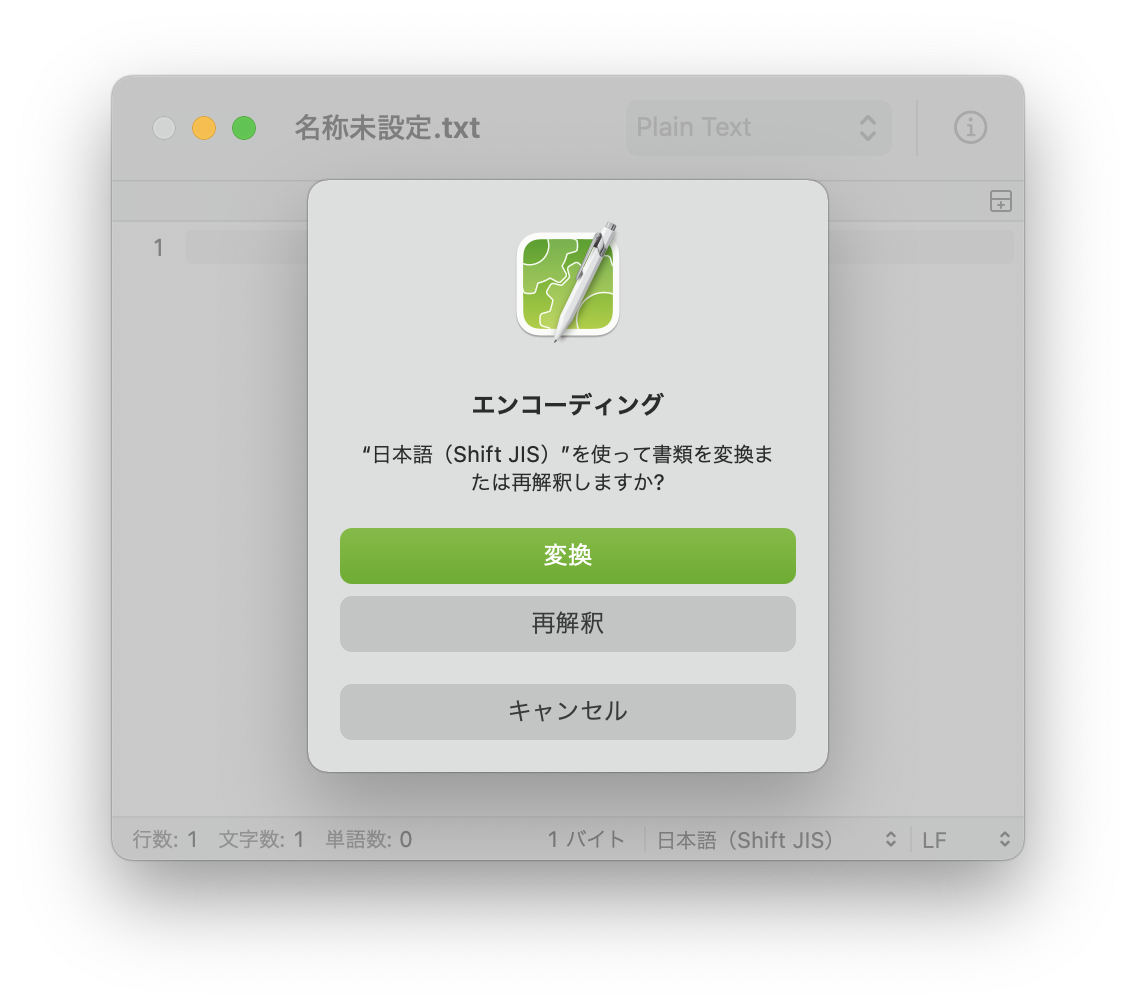 名称未設定.txt
Plain Text
1
エンコーディング
“日本語（Shift JIS）”を使って書類を変換ま
たは再解釈しますか?
変換
再解釈
キャンセル
行数: 1 文字数: 1 単語数: 0 1 バイト 日本語（Shift JIS） LF